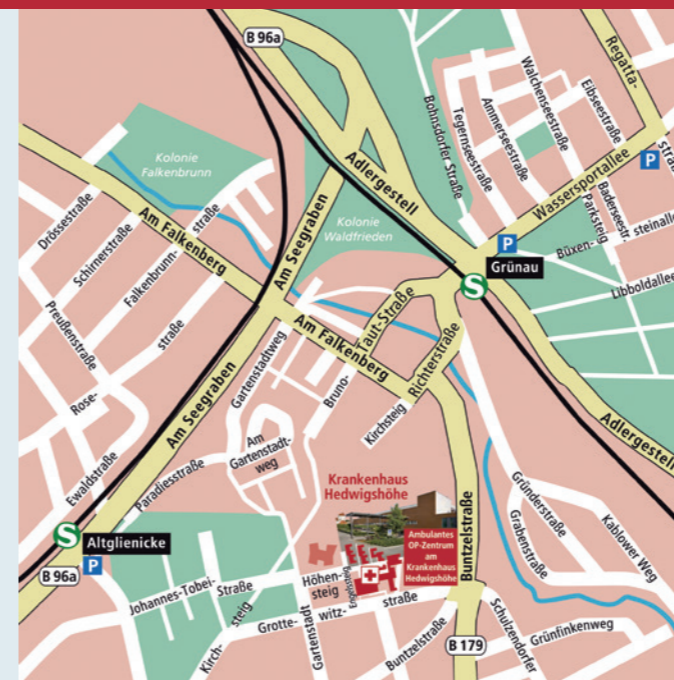 B 96a
Regatta-
straße
Walchenseestraße
Eibseestraße
Ammerseestraße
Tegernseestraße
Bohnsdorfer Straße
Adlergestell
Wassersportallee
P
Baderseestr.
Parksteig
Büxen-
steinallee
Libboldallee
P
Grünau
S
Kolonie
Falkenbrunn
Kolonie
Waldfrieden
Drössestraße
Schirnerstraße
Falkenbrunn-
straße
Am Falkenberg
Am Seegraben
Preußenstraße
Rose-
straße
Am Seegraben
Gartenstadtweg
Am Falkenberg
Bruno-
Taut-Straße
Richterstraße
Kirchsteig
Adlergestell
Ewaldstraße
Paradiesstraße
Am
Gartenstadt-
weg
Krankenhaus
Hedwigshöhe
Ambulantes
OP-Zentrum
am
Krankenhaus
Hedwigshöhe
Buntzelstraße
Gründerstraße
Grabenstraße
Kablower Weg
S
Altglienicke
P
B 96a
Johannes-Tobei-
Straße
Höhen-
steig
Kirch-
steig
Grotte-
witz-
straße
Gartenstadt
Buntzelstraße
B 179
Schulzendorfer
Grünfinkenweg